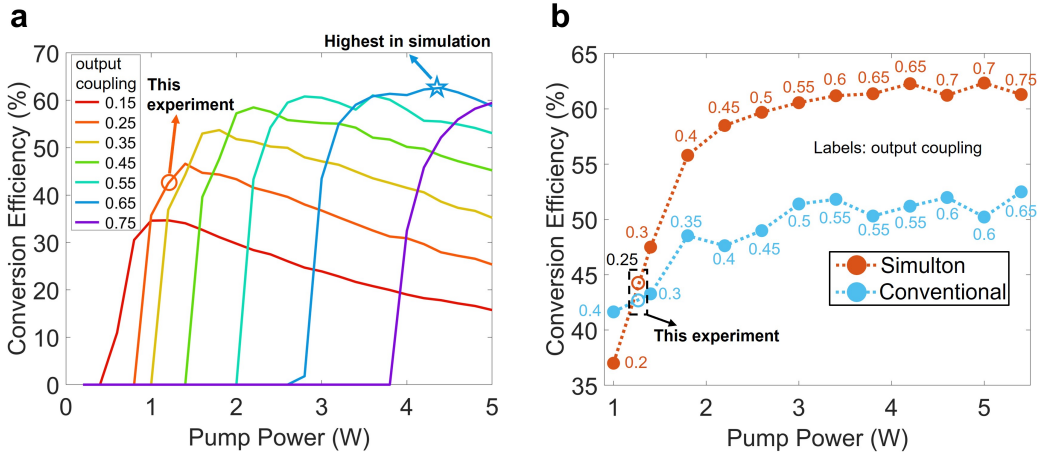 a
Highest in simulation
output
coupling
0.15
0.25
0.35
0.45
0.55
0.65
0.75
This
experiment
70
60
50
40
30
20
10
0
Conversion Efficiency (%)
0 1 2 3 4 5
Pump Power (W)
b
65
60
55
50
45
40
35
Conversion Efficiency (%)
0.2
0.25
0.3
0.4
0.45
0.5
0.55
0.6
0.65
0.65
0.7
0.7
0.75
Labels: output coupling
0.4
0.3
0.35
0.4
0.45
0.5
0.55
0.55
0.55
0.6
0.6
0.65
Simulton
Conventional
This experiment
1 2 3 4 5
Pump Power (W)